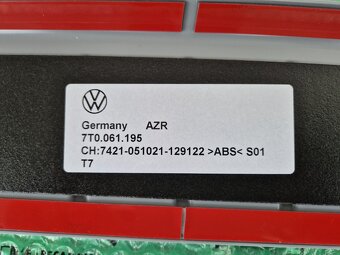 Germany AZR
7T0.061.195
CH:7421-051021-129122 >ABS< S01
T7